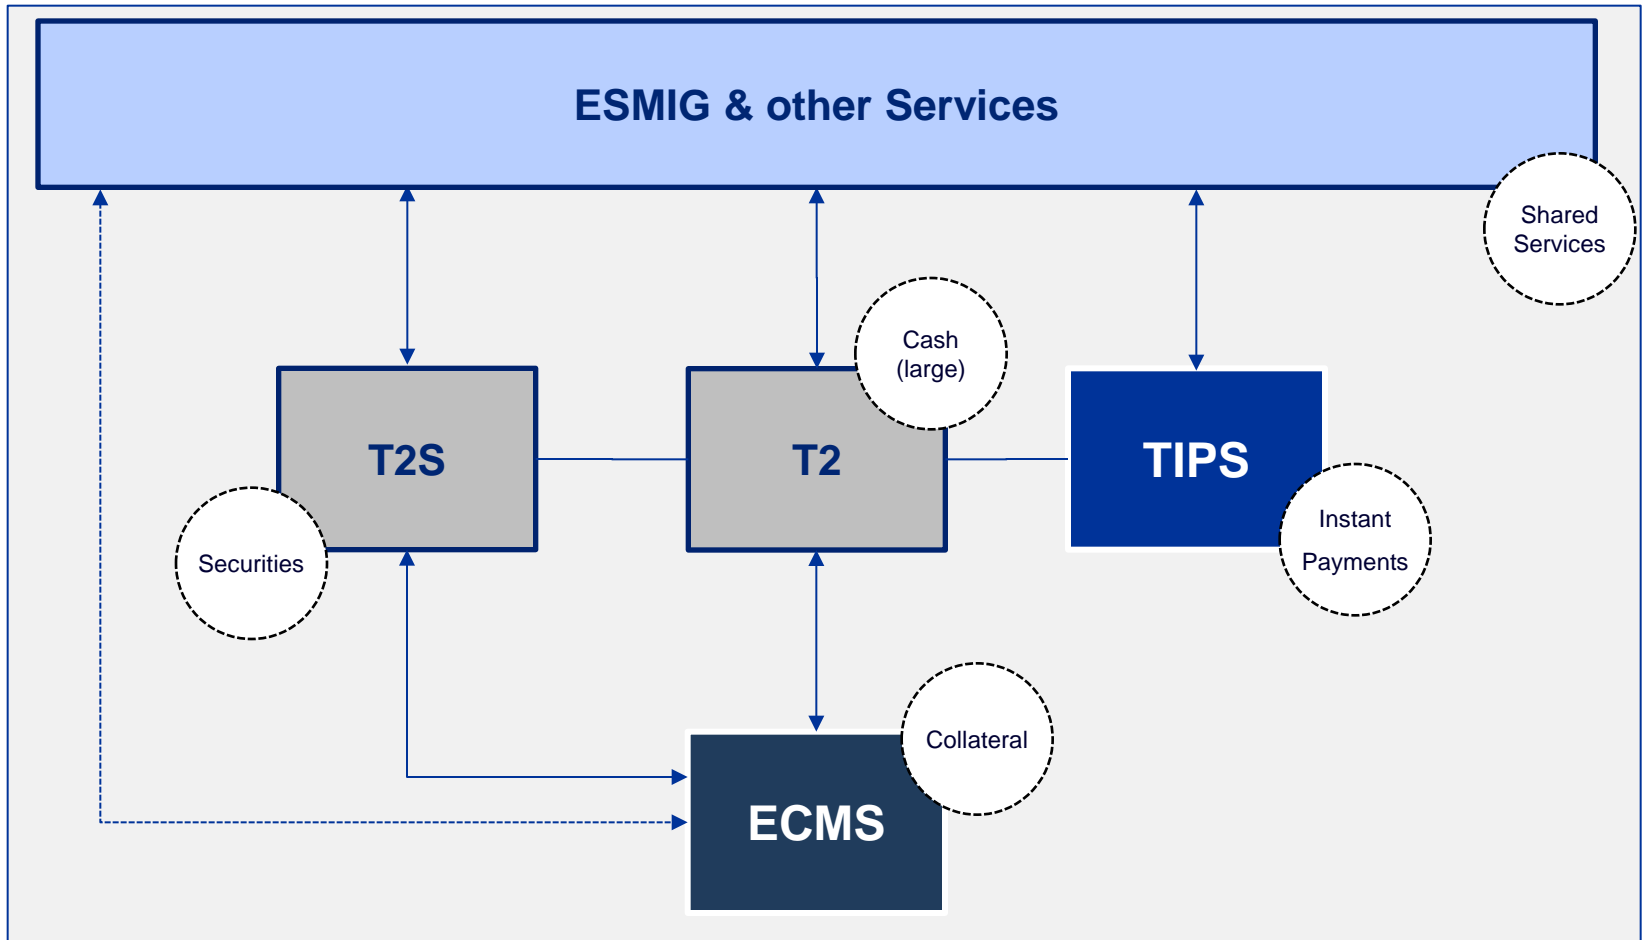 ESMIG & other Services
Shared
Services
Cash
(large)
T2S
T2
TIPS
Securities
Instant
Payments
Collateral
ECMS